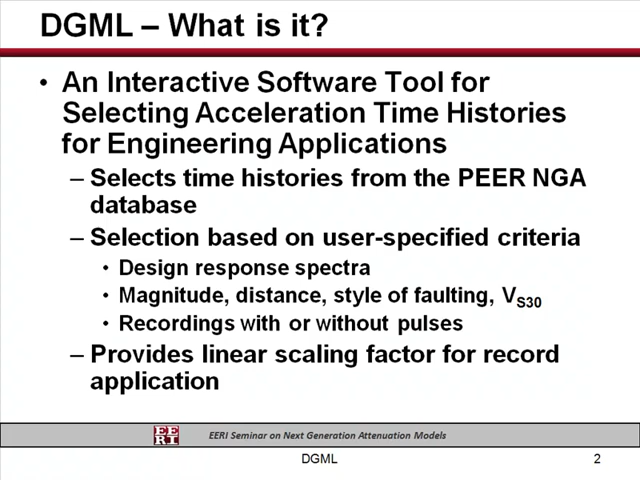 DGML – What is it?
• An Interactive Software Tool for
Selecting Acceleration Time Histories
for Engineering Applications
– Selects time histories from the PEER NGA
database
– Selection based on user-specified criteria
• Design response spectra
• Magnitude, distance, style of faulting, VS30
• Recordings with or without pulses
– Provides linear scaling factor for record
application
EERI
EERI Seminar on Next Generation Attenuation Models
DGML
2